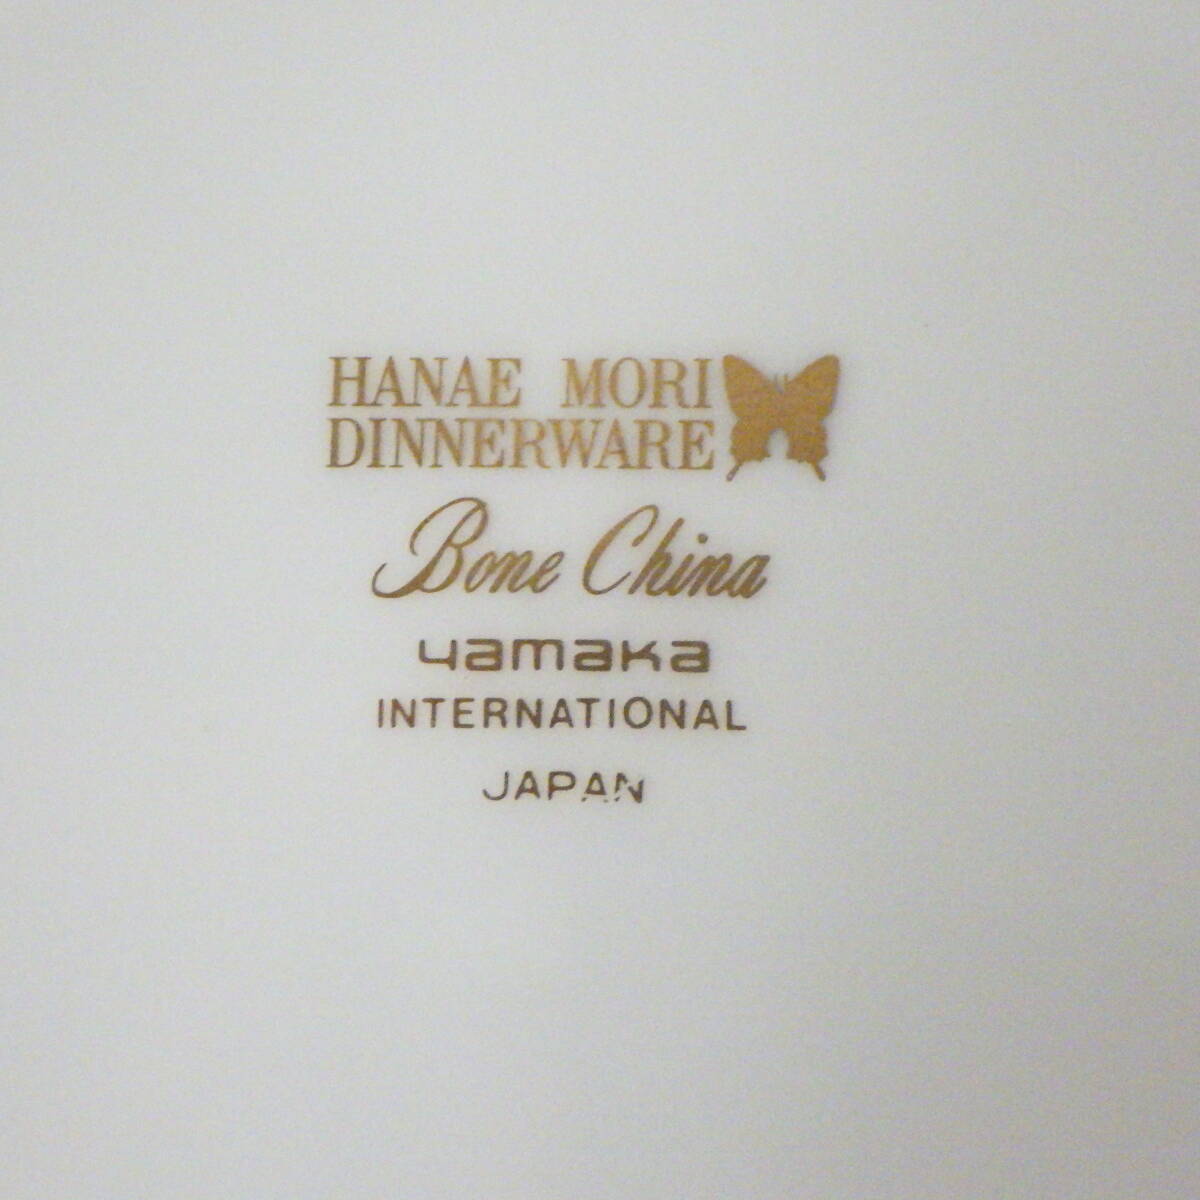 HANAE MORI
DINNERWARE
Bone China
yamaka
INTERNATIONAL
JAPAN